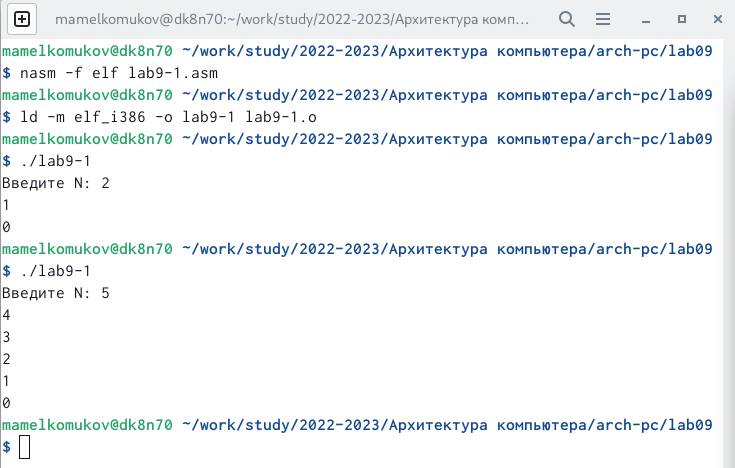 mamelkomukov@dk8n70:~/work/study/2022-2023/Архитектура комп…
mamelkomukov@dk8n70 ~/work/study/2022-2023/Архитектура компьютера/arch-pc/lab09
$ nasm -f elf lab9-1.asm
mamelkomukov@dk8n70 ~/work/study/2022-2023/Архитектура компьютера/arch-pc/lab09
$ ld -m elf_i386 -o lab9-1 lab9-1.o
mamelkomukov@dk8n70 ~/work/study/2022-2023/Архитектура компьютера/arch-pc/lab09
$ ./lab9-1
Введите N: 2
1
0
mamelkomukov@dk8n70 ~/work/study/2022-2023/Архитектура компьютера/arch-pc/lab09
$ ./lab9-1
Введите N: 5
4
3
2
1
0
mamelkomukov@dk8n70 ~/work/study/2022-2023/Архитектура компьютера/arch-pc/lab09
$